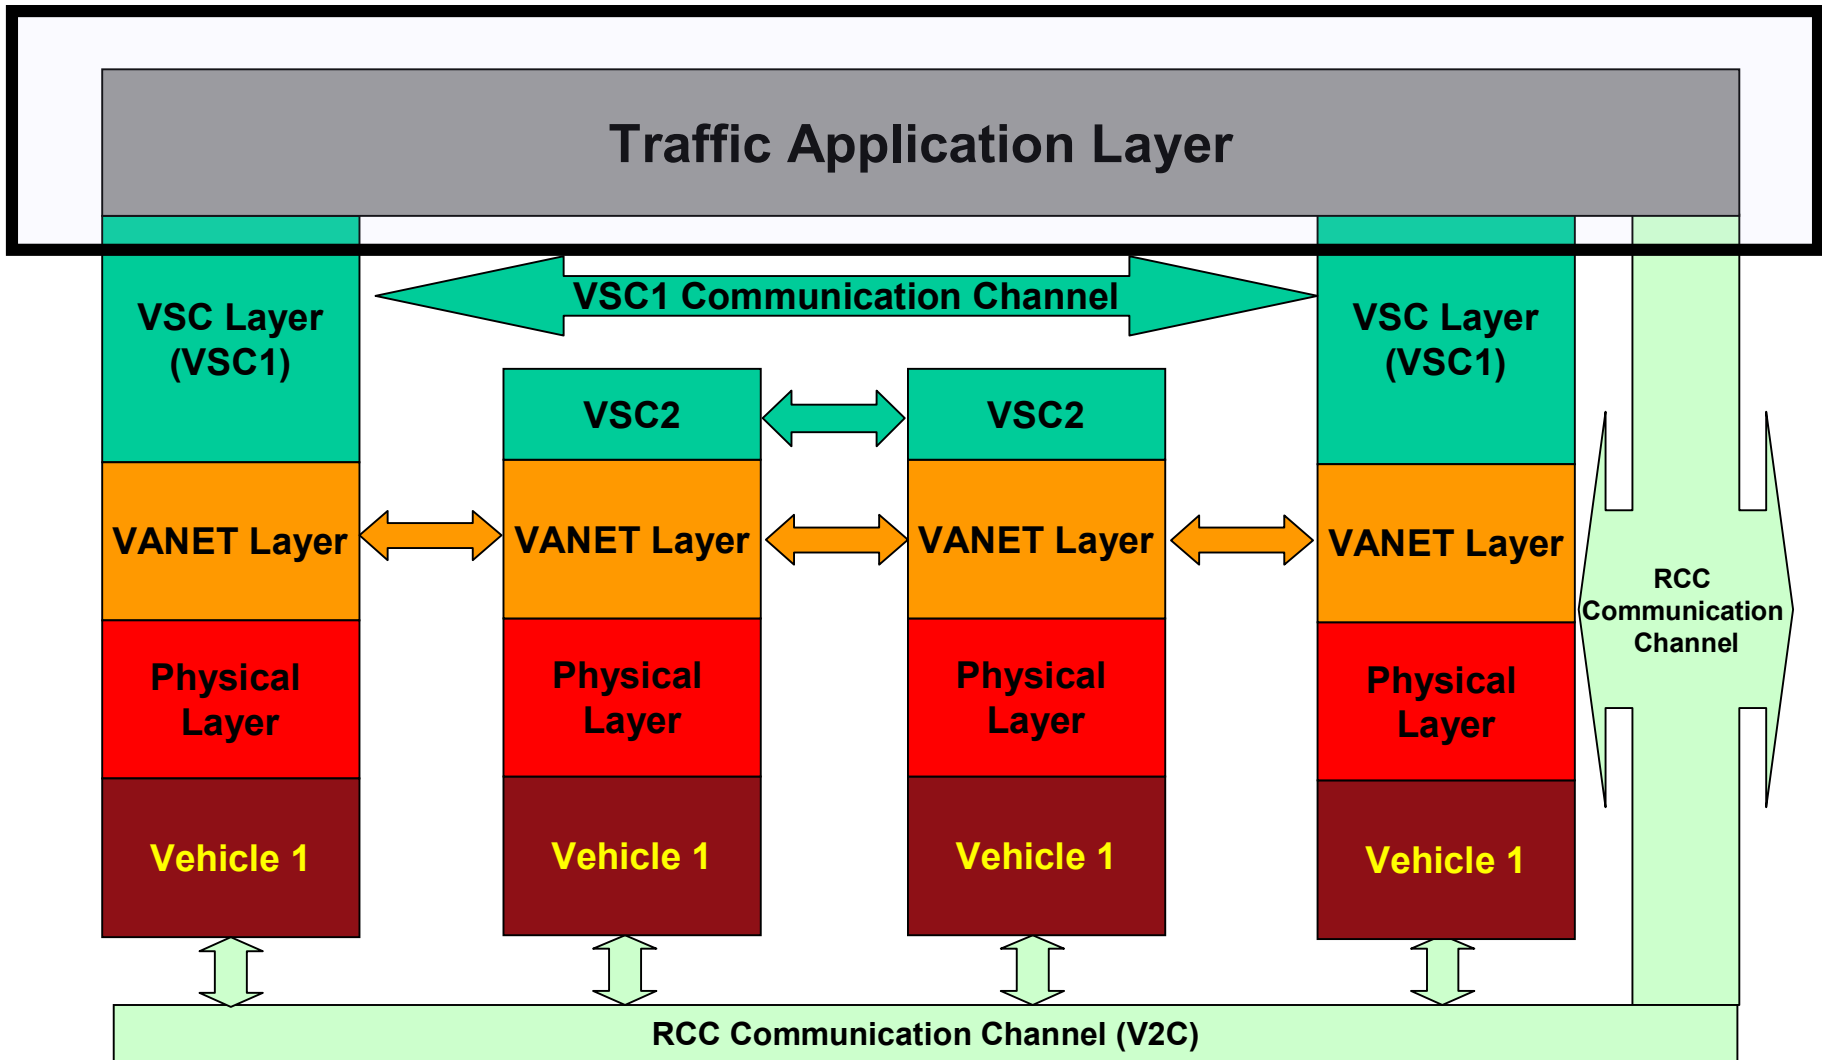 Traffic Application Layer
VSC1 Communication Channel
VSC Layer
(VSC1)
VSC Layer
(VSC1)
VSC2
VSC2
VANET Layer
VANET Layer
VANET Layer
VANET Layer
RCC
Communication
Channel
Physical
Layer
Physical
Layer
Physical
Layer
Physical
Layer
Vehicle 1
Vehicle 1
Vehicle 1
Vehicle 1
RCC Communication Channel (V2C)